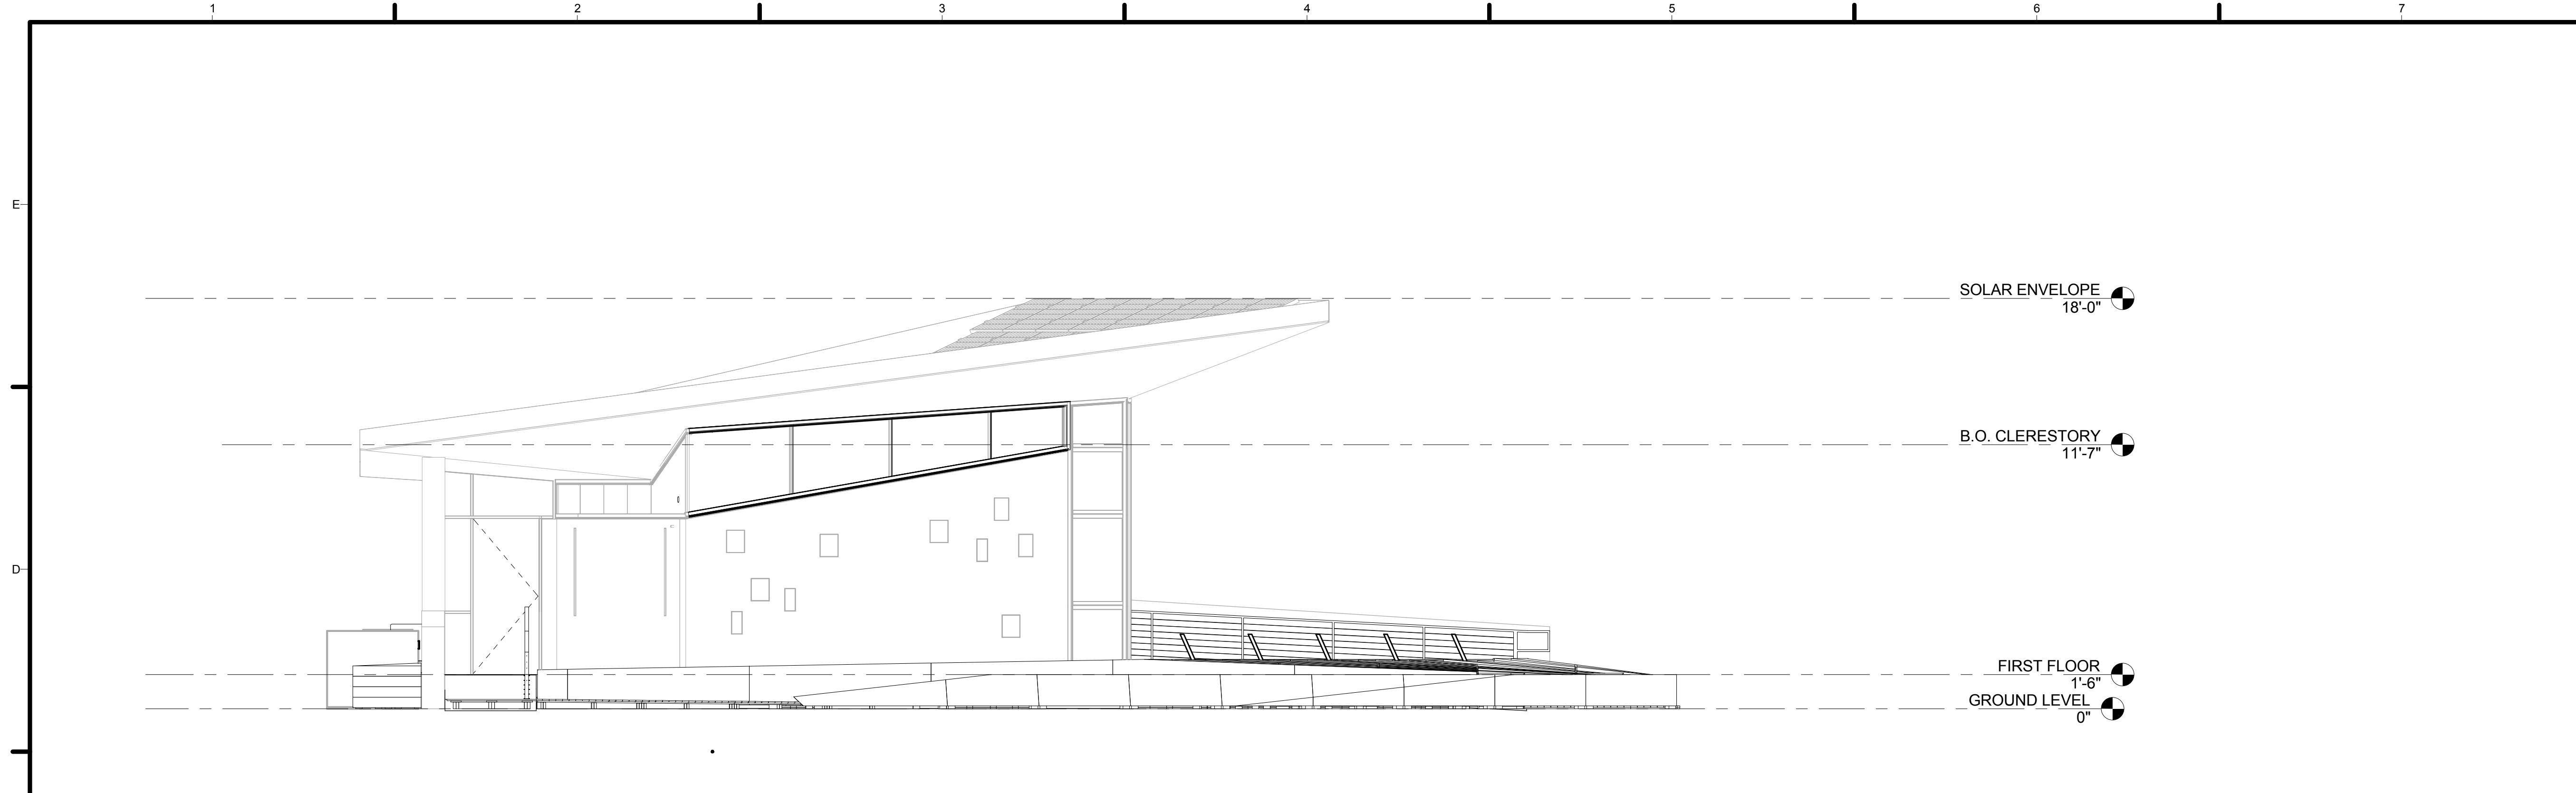 1 2 3 4 5 6 7
E
SOLAR ENVELOPE
18'-0"
B.O. CLERESTORY
11'-7"
D
FIRST FLOOR
1'-6"
GROUND LEVEL
0"